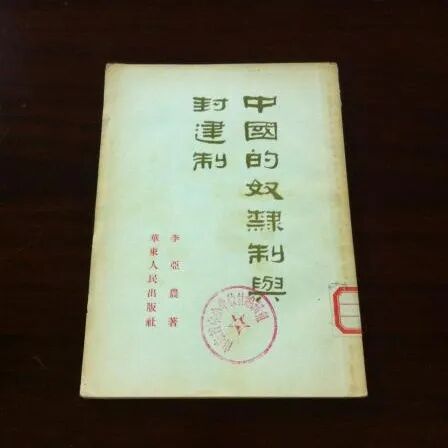 中國的奴隸制與
封建制
李亞農著
華東人民出版社